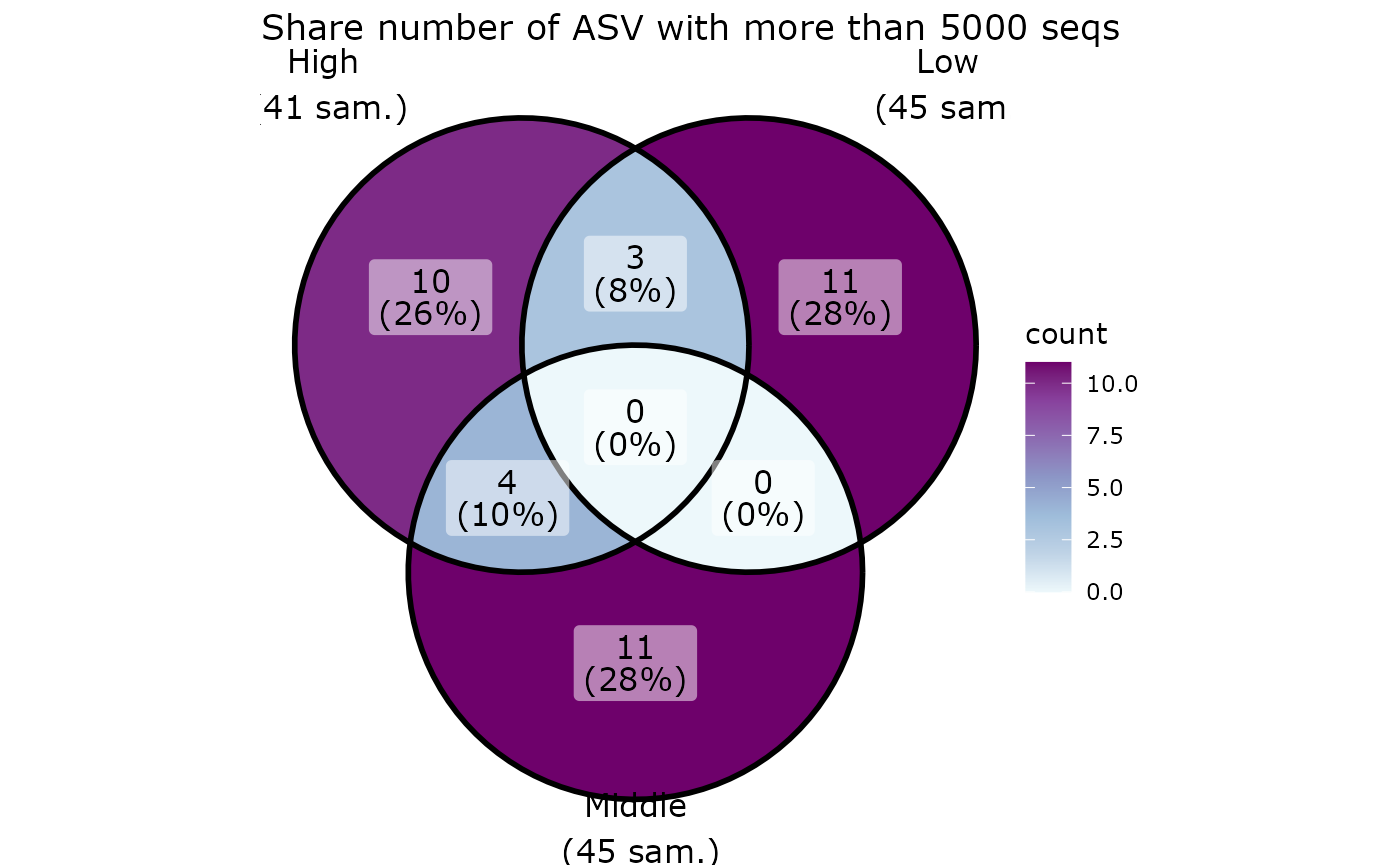 Share number of ASV with more than 5000 seqs
High
41 sam.)
Low
(45 sam
3
(8%)
10
(26%)
11
(28%)
count
10.0
7.5
5.0
2.5
0.0
0
(0%)
4
(10%)
0
(0%)
11
(28%)
Middle
(45 sam.)